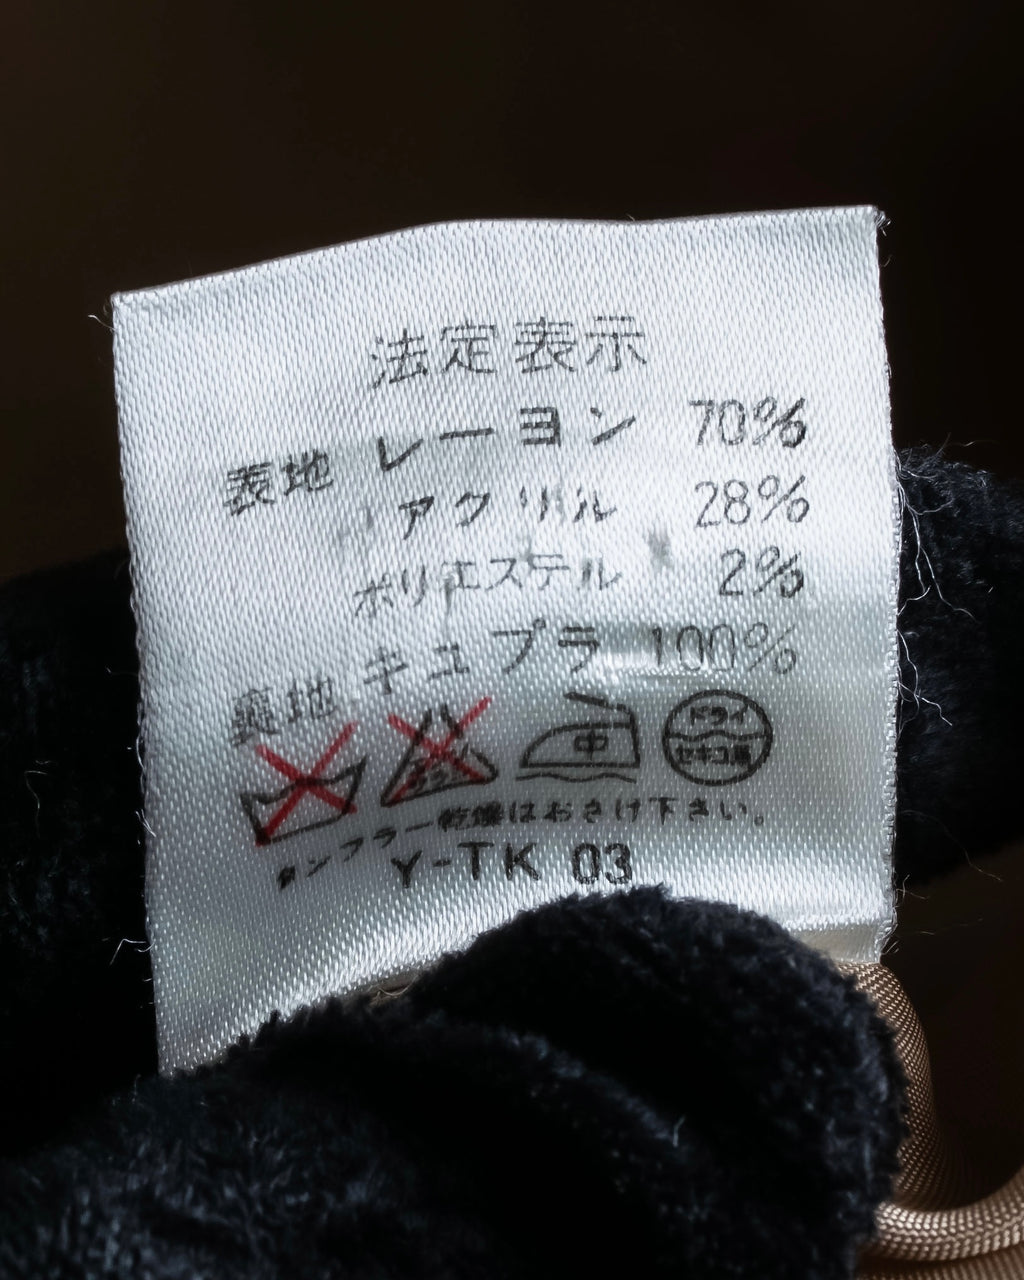 法定表示
表地 レーヨン 70%
アクリル 28%
ポリエステル 2%
裏地 キュプラ 100%
中 ドライ
セキユ系
タンブラー乾燥はおさけ下さい。
Y-TK 03